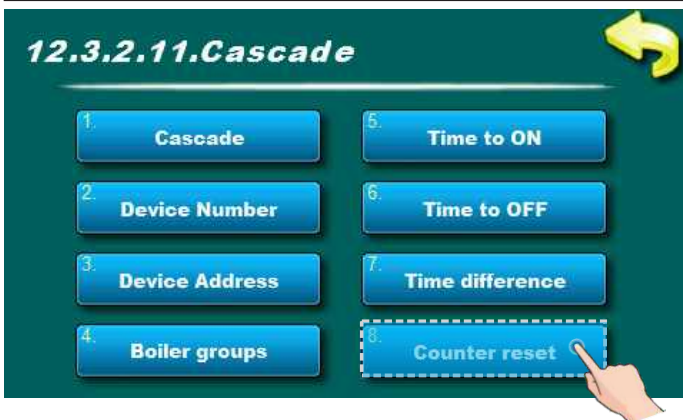 12.3.2.11.Cascade
1. Cascade
2. Device Number
3. Device Address
4. Boiler groups
5. Time to ON
6. Time to OFF
7. Time difference
8. Counter reset